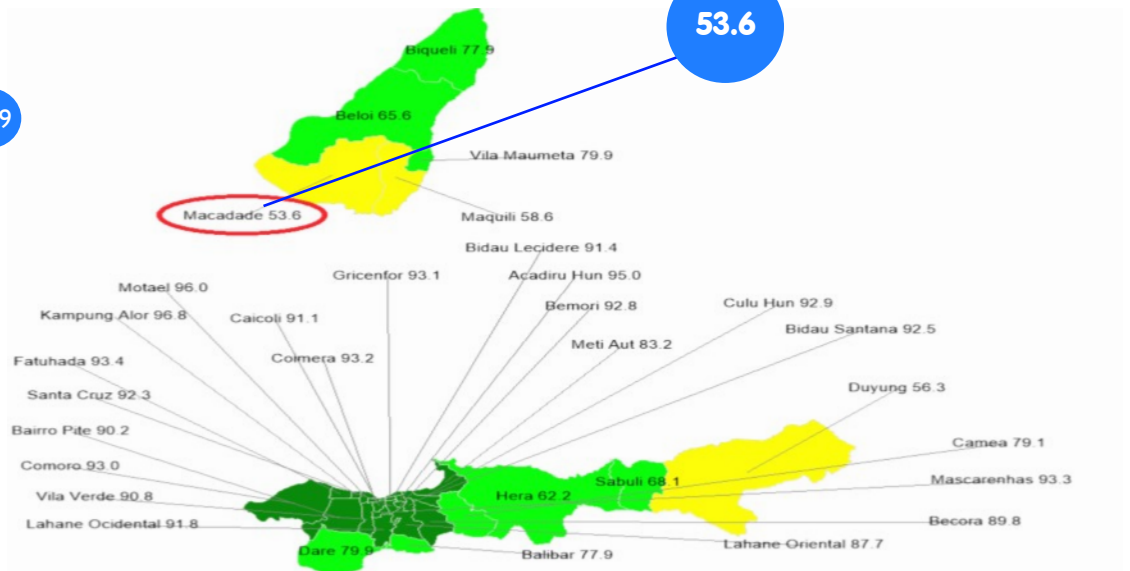 53.6
Biqueli 77.9
9
Beloi 65.6
Vila Maumeta 79.9
Macadade 53.6
Maquili 58.6
Bidau Lecidere 91.4
Gricenfor 93.1
Acadiru Hun 95.0
Motael 96.0
Bemori 92.8
Culu Hun 92.9
Kampung Alor 96.8
Caicoli 91.1
Bidau Santana 92.5
Meti Aut 83.2
Fatuhada 93.4
Coimera 93.2
Duyung 56.3
Santa Cruz 92.3
Bairro Pite 90.2
Camea 79.1
Comoro 93.0
Mascarenhas 93.3
Sabuli 68.1
Vila Verde 90.8
Hera 62.2
Lahane Ocidental 91.8
Becora 89.8
Lahane Oriental 87.7
Dare 79.9
Balibar 77.9